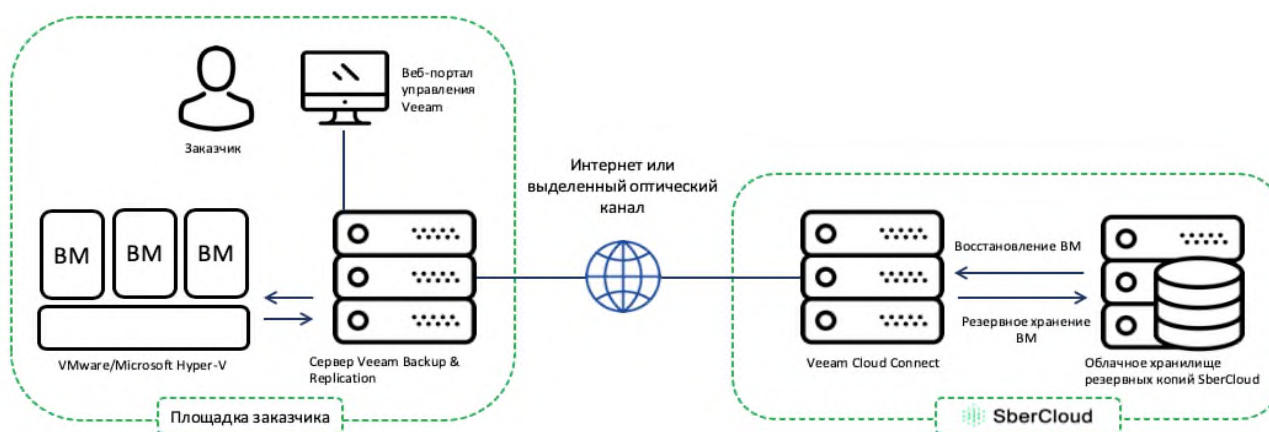 Веб-портал
управления
Veeam
Заказчик
ВМ
ВМ
ВМ
VMware/Microsoft Hyper-V
Сервер Veeam Backup &
Replication
Площадка заказчика
Интернет или
выделенный оптический
канал
Veeam Cloud Connect
Восстановление ВМ
Резервное хранение
ВМ
Облачное хранилище
резервных копий SberCloud
SberCloud